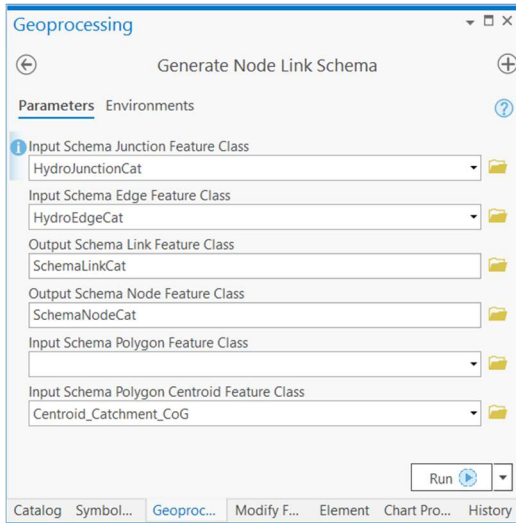 Geoprocessing
Generate Node Link Schema
Parameters Environments
Input Schema Junction Feature Class
HydroJunctionCat
Input Schema Edge Feature Class
HydroEdgeCat
Output Schema Link Feature Class
SchemaLinkCat
Output Schema Node Feature Class
SchemaNodeCat
Input Schema Polygon Feature Class
Input Schema Polygon Centroid Feature Class
Centroid_Catchment_CoG
Run
Catalog Symbol... Geoproc... Modify F... Element Chart Pro... History